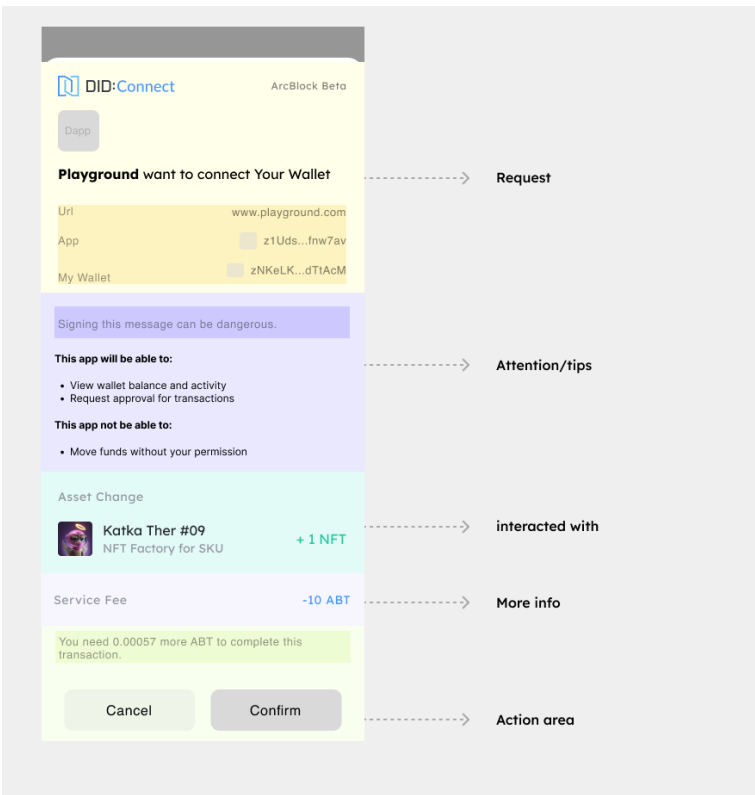 DID:Connect
ArcBlock Beta
Dapp
Playground want to connect Your Wallet
Request
Url
www.playground.com
App
z1Uds...fnw7av
My Wallet
zNKeLK...dTtAcM
Signing this message can be dangerous.
This app will be able to:
Attention/tips
• View wallet balance and activity
• Request approval for transactions
This app not be able to:
• Move funds without your permission
Asset Change
Katka Ther #09
NFT Factory for SKU
+ 1 NFT
interacted with
Service Fee
-10 ABT
More info
You need 0.00057 more ABT to complete this
transaction.
Cancel
Confirm
Action area